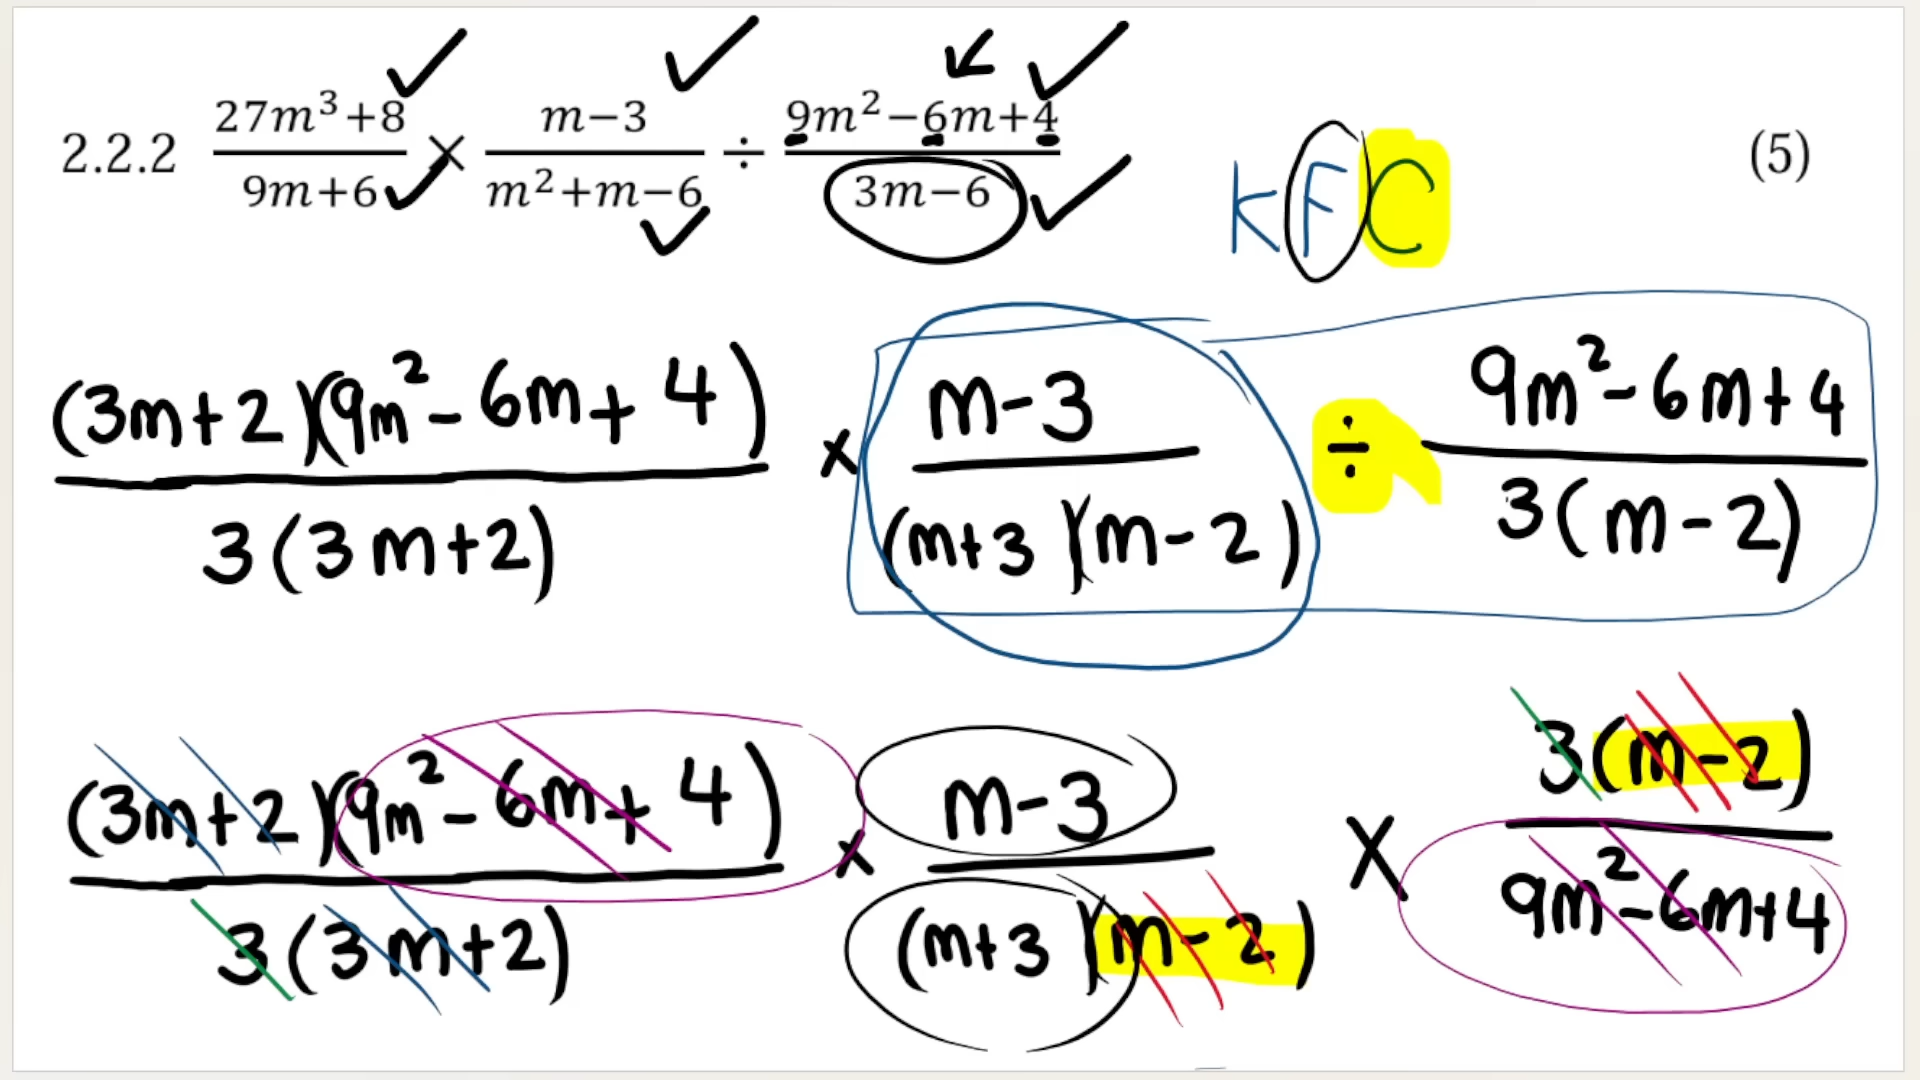 2.2.2 27m³+8 / 9m+6 × m−3 / m²+m−6 ÷ 9m²−6m+4 / 3m−6 (5)
KFC
(3m+2)(9m²-6m+4) / 3(3m+2) × m-3 / (m+3)(m-2) ÷ 9m²-6m+4 / 3(m-2)
(3m+2)(9m²-6m+4) / 3(3m+2) × m-3 / (m+3)(m-2) × 3(m-2) / 9m²-6m+4